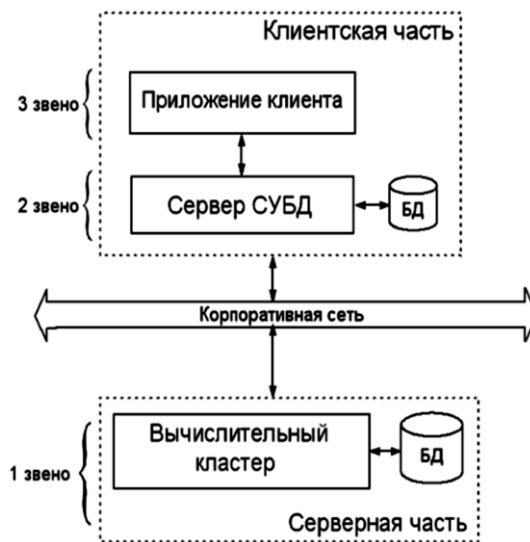 Клиентская часть
3 звено
Приложение клиента
2 звено
Сервер СУБД
БД
Корпоративная сеть
1 звено
Вычислительный
кластер
БД
Серверная часть